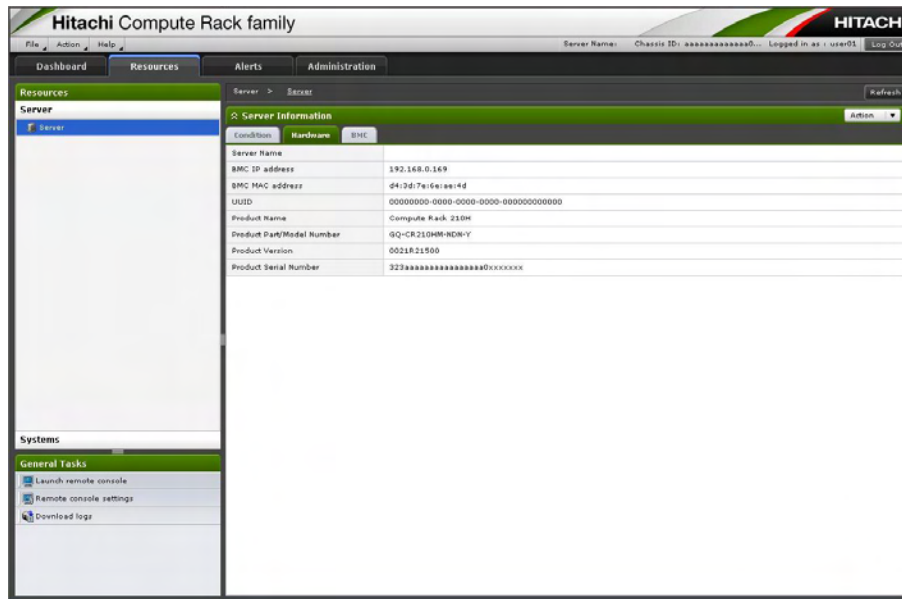 Hitachi Compute Rack family
HITACH
File Action Help
Server Name: Chassis ID: aaaaaaaaaaaaa0... Logged in as : user01 Log Out
Dashboard Resources Alerts Administration
Resources
Server > Server Refresh
Server
Server Information Action
Server
Condition Hardware BMC
Server Name
BMC IP address 192.168.0.169
BMC MAC address d4:3d:7e:6e:ae:4d
UUID 00000000-0000-0000-0000-000000000000
Product Name Compute Rack 210H
Product Part/Model Number GQ-CR210HM-NDN-Y
Product Version 0021R21500
Product Serial Number 323aaaaaaaaaaaaaaaa0xxxxxxx
Systems
General Tasks
Launch remote console
Remote console settings
Download logs